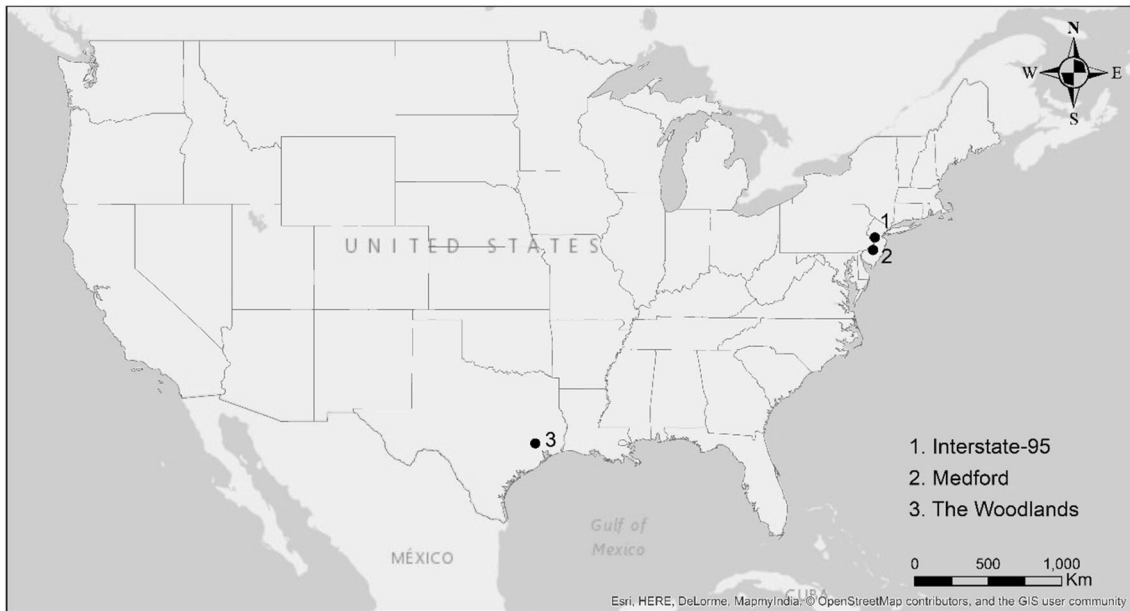 N
W E
S
UNITED STATES
1
2
3
1. Interstate-95
2. Medford
3. The Woodlands
Gulf of
Mexico
MÉXICO
0 500 1,000
Km
CUBA
Esri, HERE, DeLorme, MapmyIndia, © OpenStreetMap contributors, and the GIS user community